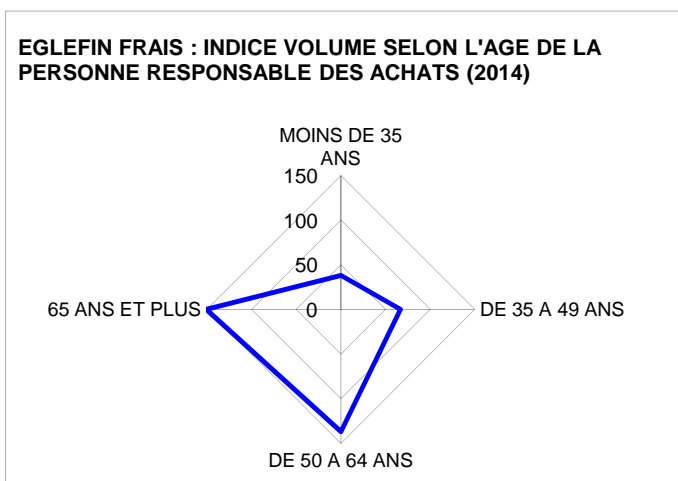 EGLEFIN FRAIS : INDICE VOLUME SELON L'AGE DE LA
PERSONNE RESPONSABLE DES ACHATS (2014)
MOINS DE 35
ANS
150
100
50
0
65 ANS ET PLUS
DE 35 A 49 ANS
DE 50 A 64 ANS